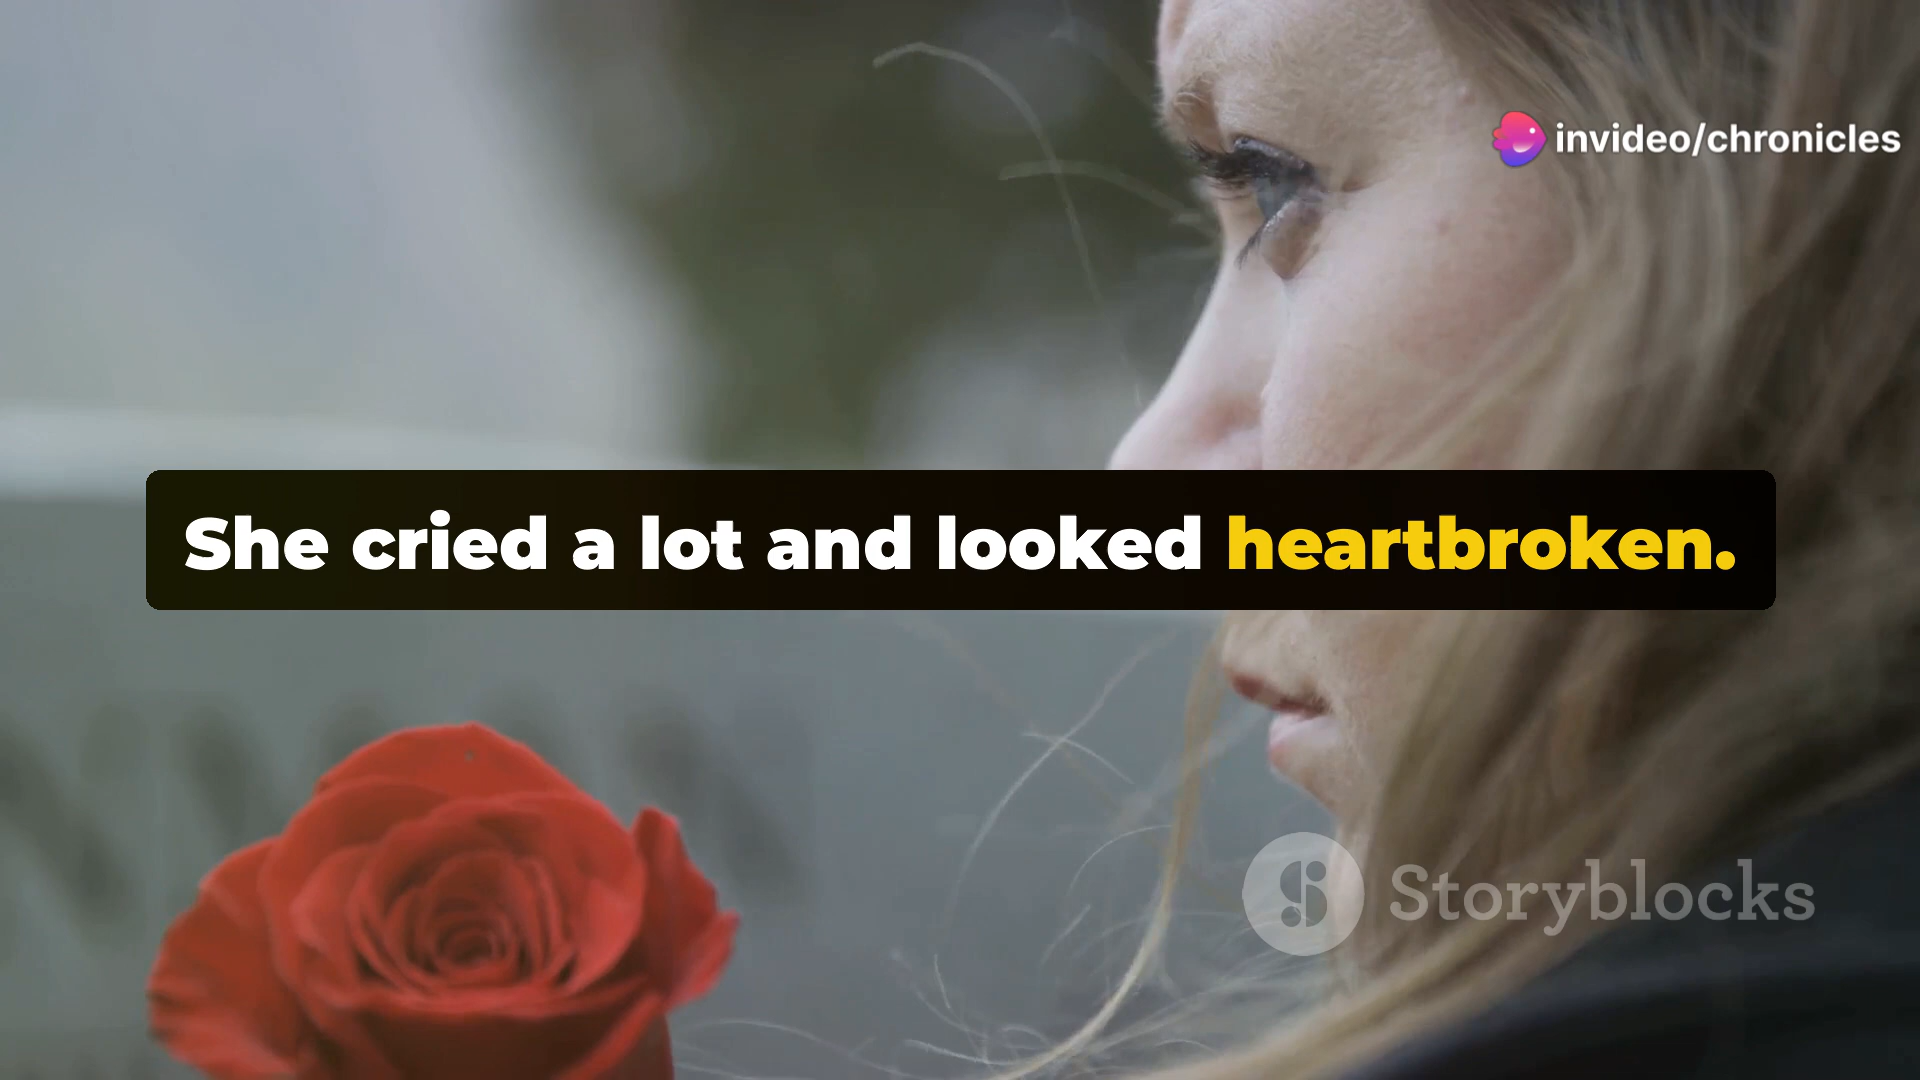 invideo/chronicles
She cried a lot and looked heartbroken.
Storyblocks